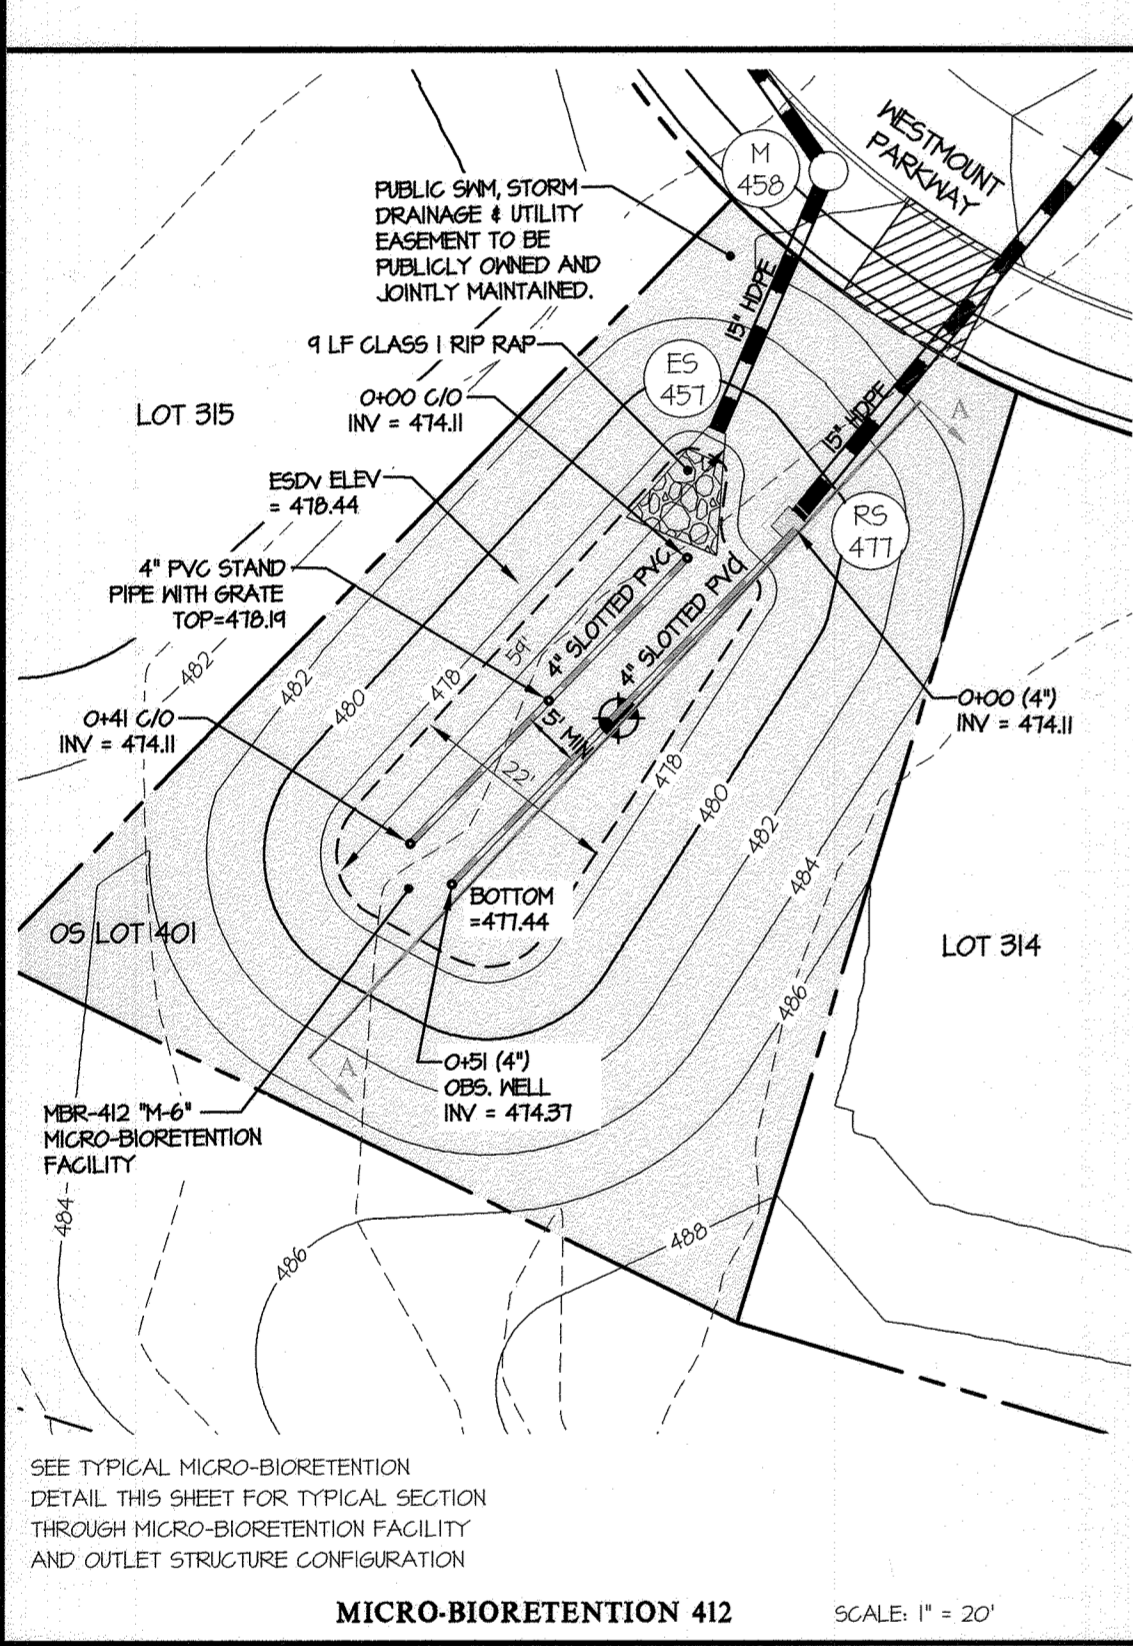 WESTMOUNT
PARKWAY
M
458
PUBLIC SWM, STORM
DRAINAGE & UTILITY
EASEMENT TO BE
PUBLICLY OWNED AND
JOINTLY MAINTAINED.
15" HDPE
9 LF CLASS I RIP RAP
ES
457
0+00 C/O
INV = 474.11
15" HDPE
A
LOT 315
ESDv ELEV
= 478.44
RS
477
4" PVC STAND
PIPE WITH GRATE
TOP=478.19
4" SLOTTED PVC
4" SLOTTED PVC
59'
482
482
480
478
0+00 (4")
INV = 474.11
0+41 C/O
INV = 474.11
5' MIN
22'
478
480
482
484
BOTTOM
=477.44
OS LOT 401
LOT 314
486
0+51 (4")
OBS. WELL
INV = 474.37
A
MBR-412 "M-6"
MICRO-BIORETENTION
FACILITY
484
486
488
SEE TYPICAL MICRO-BIORETENTION
DETAIL THIS SHEET FOR TYPICAL SECTION
THROUGH MICRO-BIORETENTION FACILITY
AND OUTLET STRUCTURE CONFIGURATION
MICRO-BIORETENTION 412
SCALE: 1" = 20'